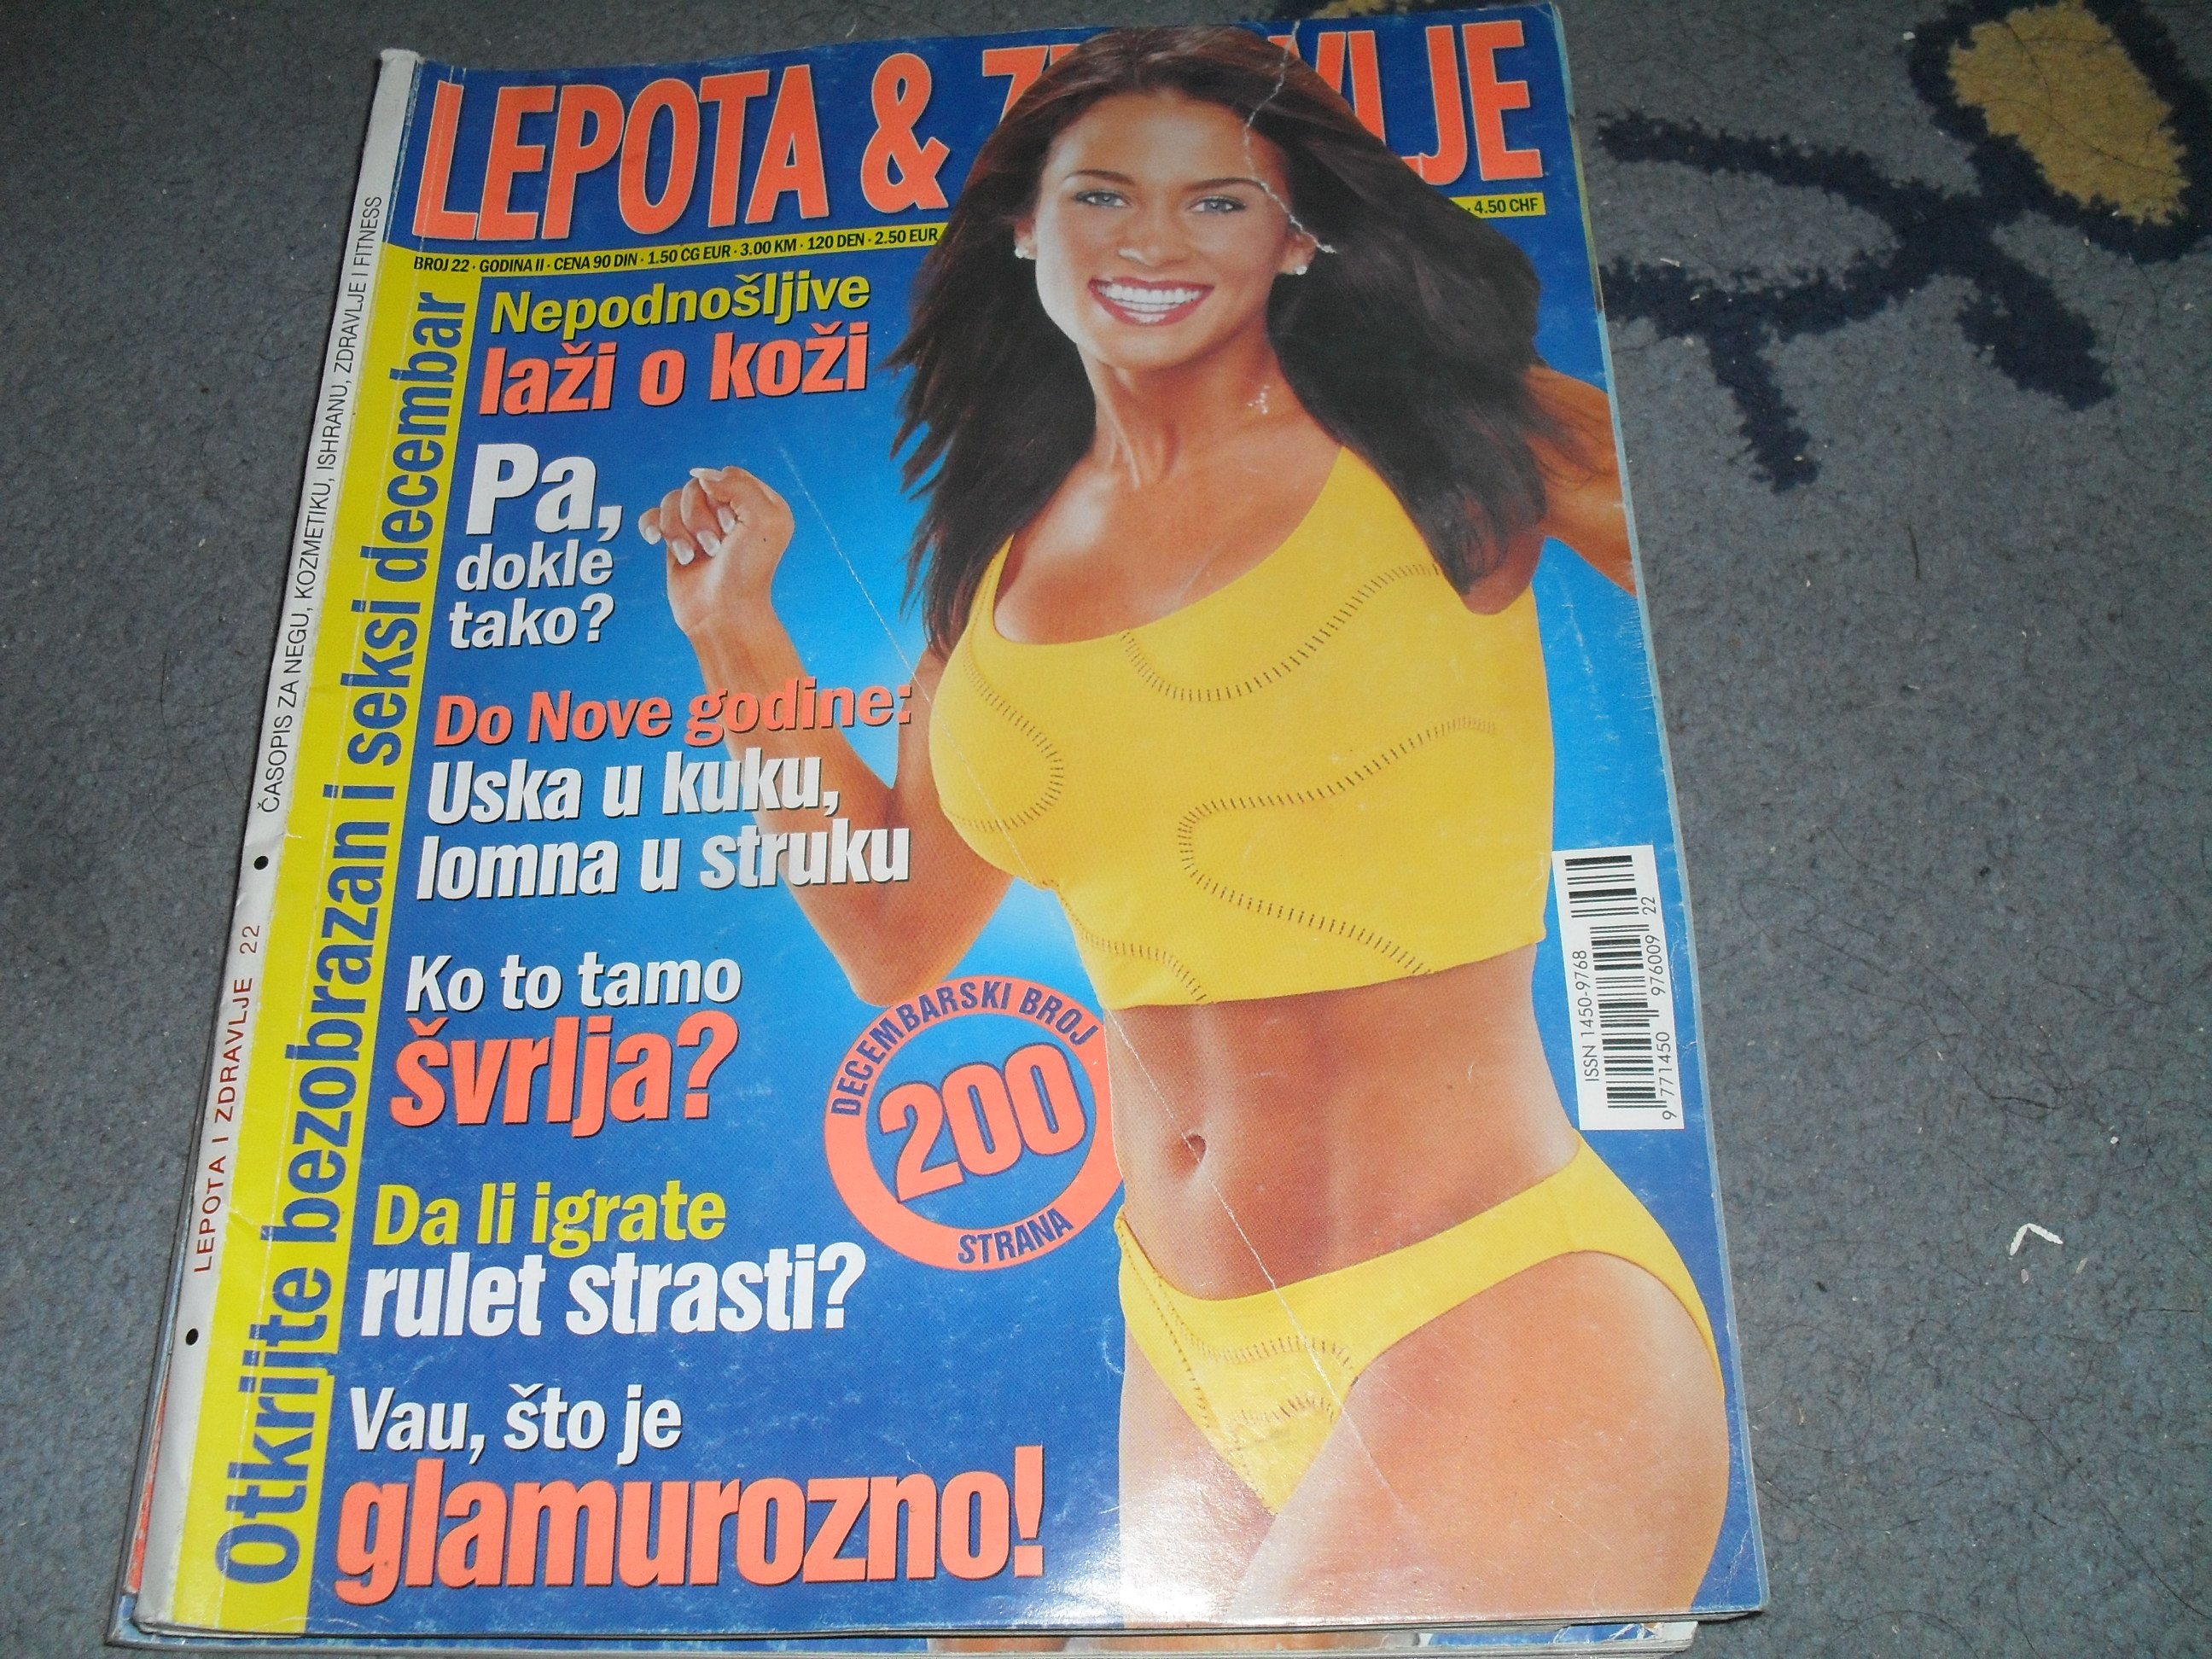 LEPOTA & Z VLJE
BROJ 22 · GODINA II · CENA 90 DIN · 1.50 CG EUR · 3.00 KM · 120 DEN · 2.50 EUR
· 4.50 CHF
Nepodnošljive
laži o koži
Pa,
dokle
tako?
Do Nove godine:
Uska u kuku,
lomna u struku
Ko to tamo
švrlja?
DECEMBARSKI BROJ
200
STRANA
Da li igrate
rulet strasti?
Vau, što je
glamurozno!
Otkrijte bezobrazan i seksi decembar
LEPOTA I ZDRAVLJE 22 • ČASOPIS ZA NEGU, KOZMETIKU, ISHRANU, ZDRAVLJE I FITNESS
ISSN 1450-9768
9 771450 976009
22